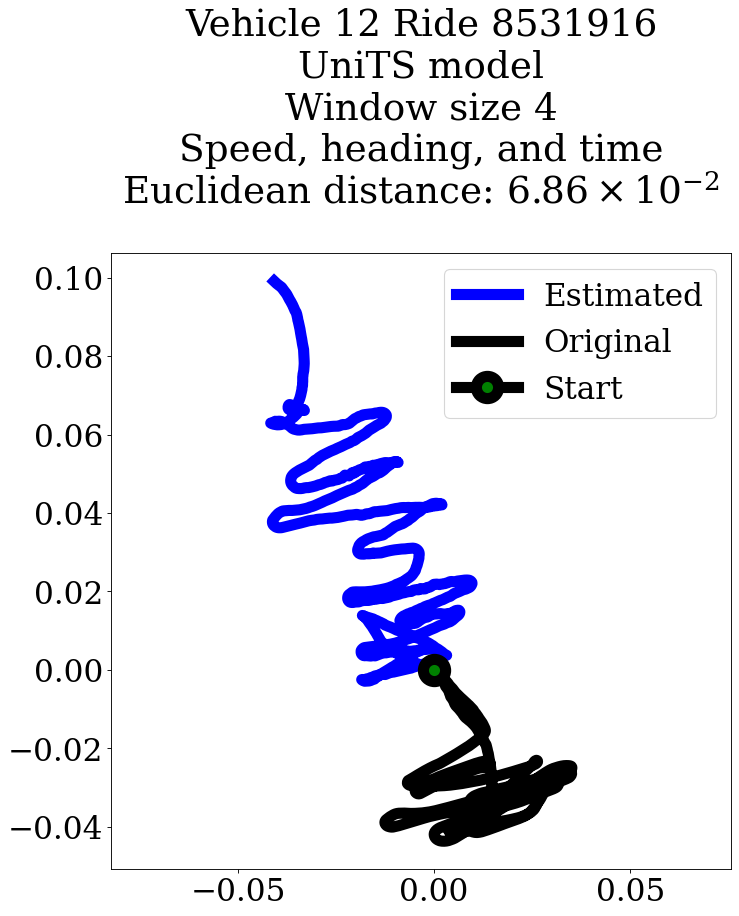 Vehicle 12 Ride 8531916
UniTS model
Window size 4
Speed, heading, and time
Euclidean distance: 6.86 × 10⁻²
Estimated
Original
Start
0.10
0.08
0.06
0.04
0.02
0.00
−0.02
−0.04
−0.05 0.00 0.05